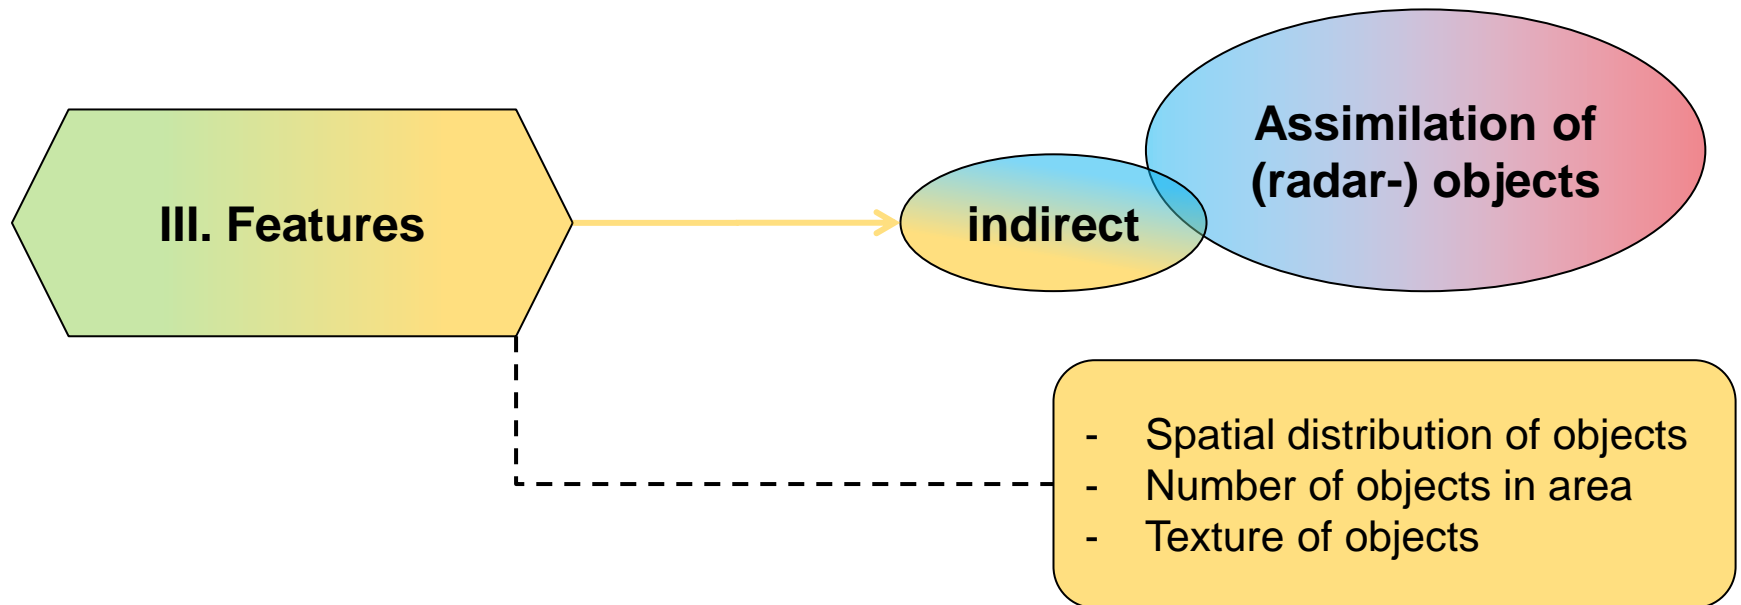 Assimilation of
(radar-) objects
III. Features
indirect
- Spatial distribution of objects
- Number of objects in area
- Texture of objects